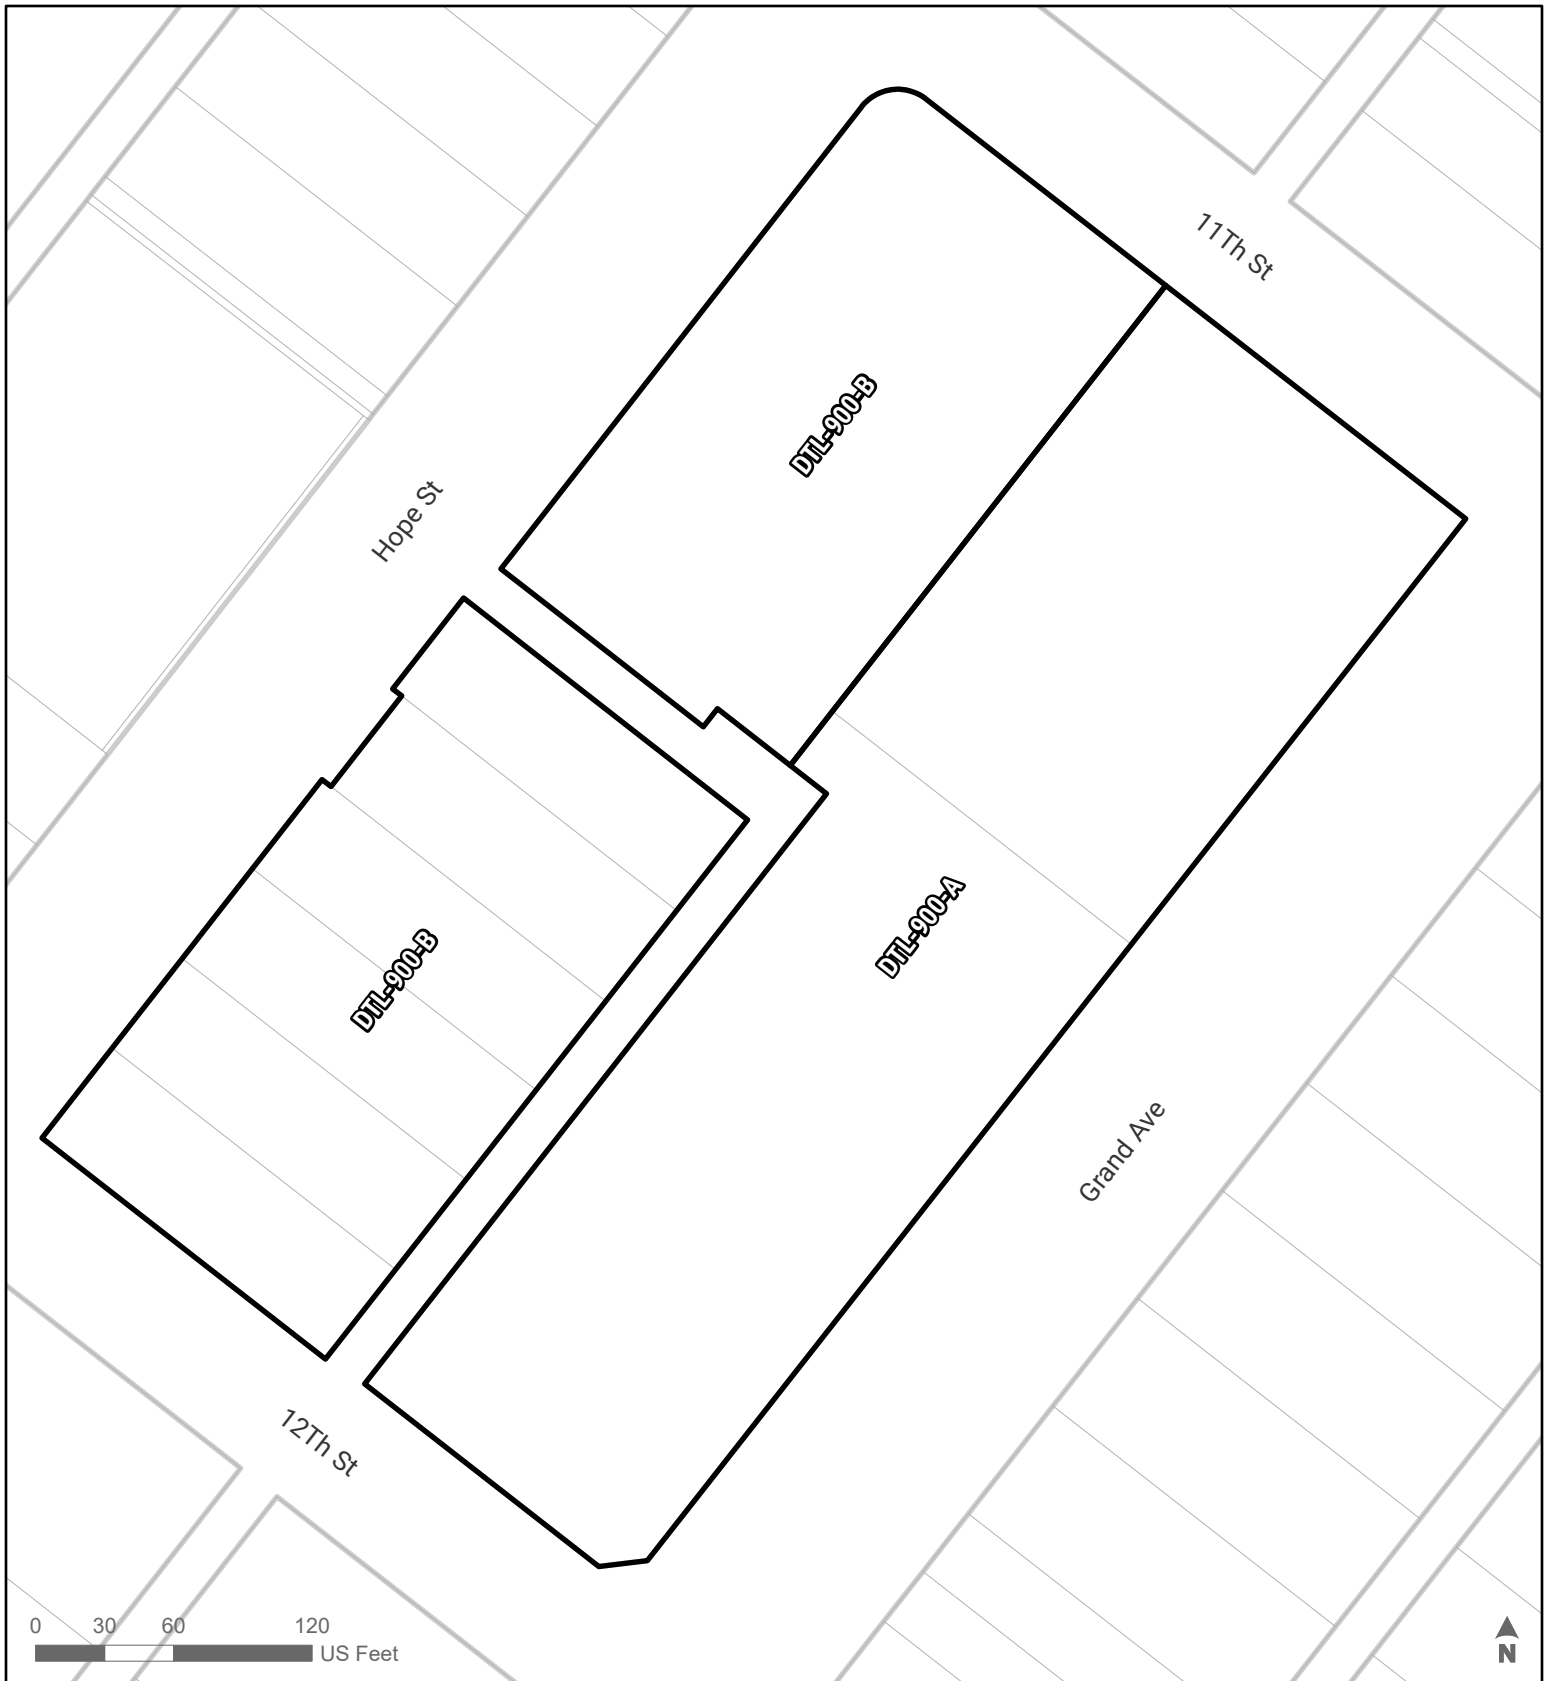 11Th St
DTL-900-B
Hope St
DTL-900-A
DTL-900-B
Grand Ave
12Th St
0 30 60 120
US Feet
N